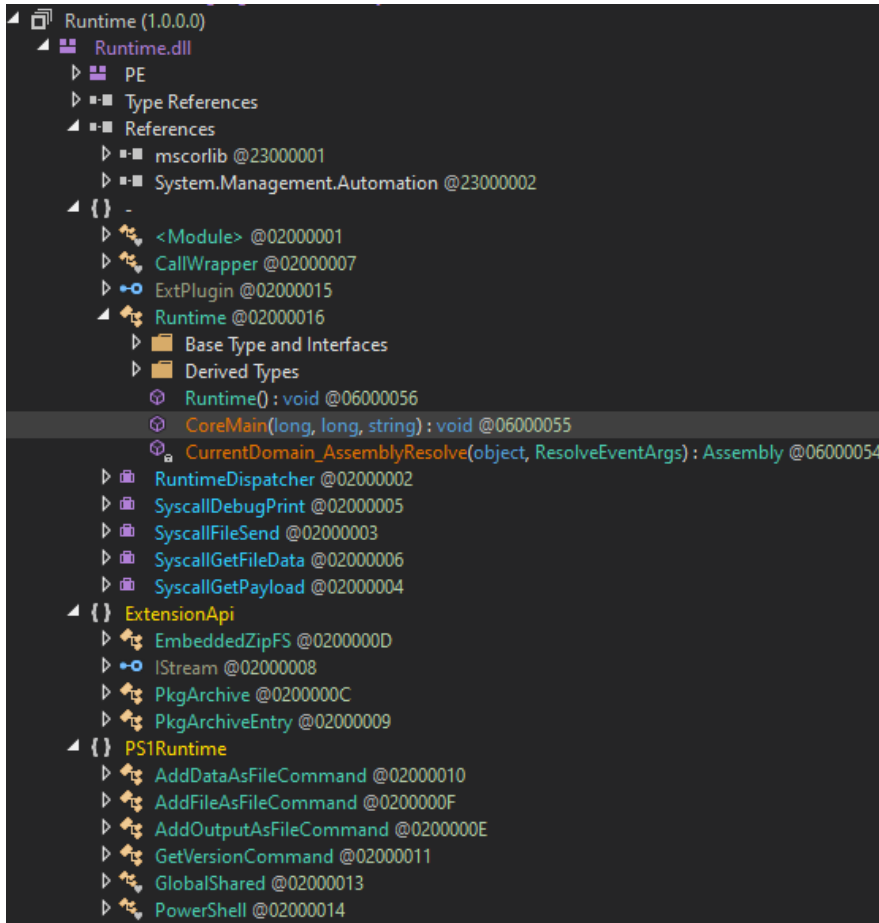 Runtime (1.0.0.0)
Runtime.dll
PE
Type References
References
mscorlib @23000001
System.Management.Automation @23000002
{ } -
<Module> @02000001
CallWrapper @02000007
ExtPlugin @02000015
Runtime @02000016
Base Type and Interfaces
Derived Types
Runtime() : void @06000056
CoreMain(long, long, string) : void @06000055
CurrentDomain_AssemblyResolve(object, ResolveEventArgs) : Assembly @06000054
RuntimeDispatcher @02000002
SyscallDebugPrint @02000005
SyscallFileSend @02000003
SyscallGetFileData @02000006
SyscallGetPayload @02000004
{ } ExtensionApi
EmbeddedZipFS @0200000D
IStream @02000008
PkgArchive @0200000C
PkgArchiveEntry @02000009
{ } PS1Runtime
AddDataAsFileCommand @02000010
AddFileAsFileCommand @0200000F
AddOutputAsFileCommand @0200000E
GetVersionCommand @02000011
GlobalShared @02000013
PowerShell @02000014